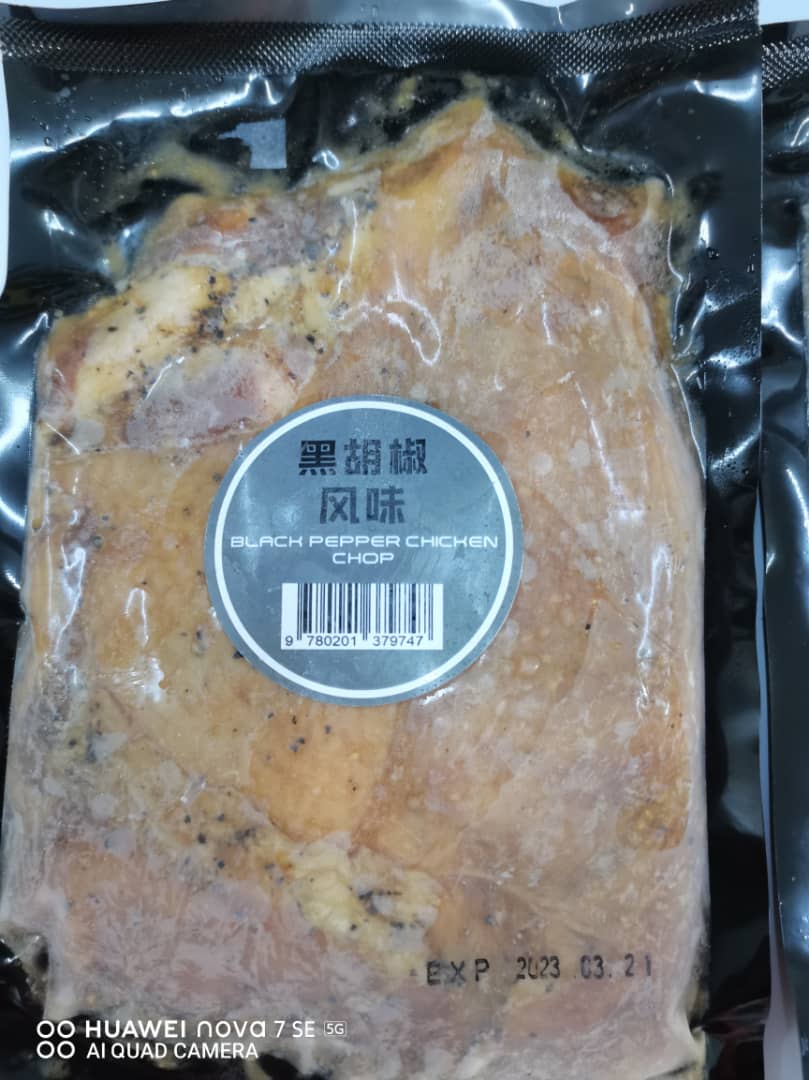 黑胡椒
风味
BLACK PEPPER CHICKEN
CHOP
9 780201 379747
EXP 2023.03.21
HUAWEI nova 7 SE 5G
AI QUAD CAMERA